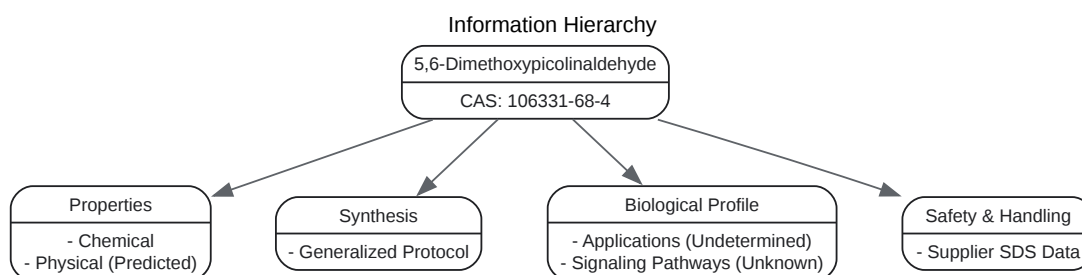 Information Hierarchy
5,6-Dimethoxypicolinaldehyde
CAS: 106331-68-4
Properties
- Chemical
- Physical (Predicted)
Synthesis
- Generalized Protocol
Biological Profile
- Applications (Undetermined)
- Signaling Pathways (Unknown)
Safety & Handling
- Supplier SDS Data